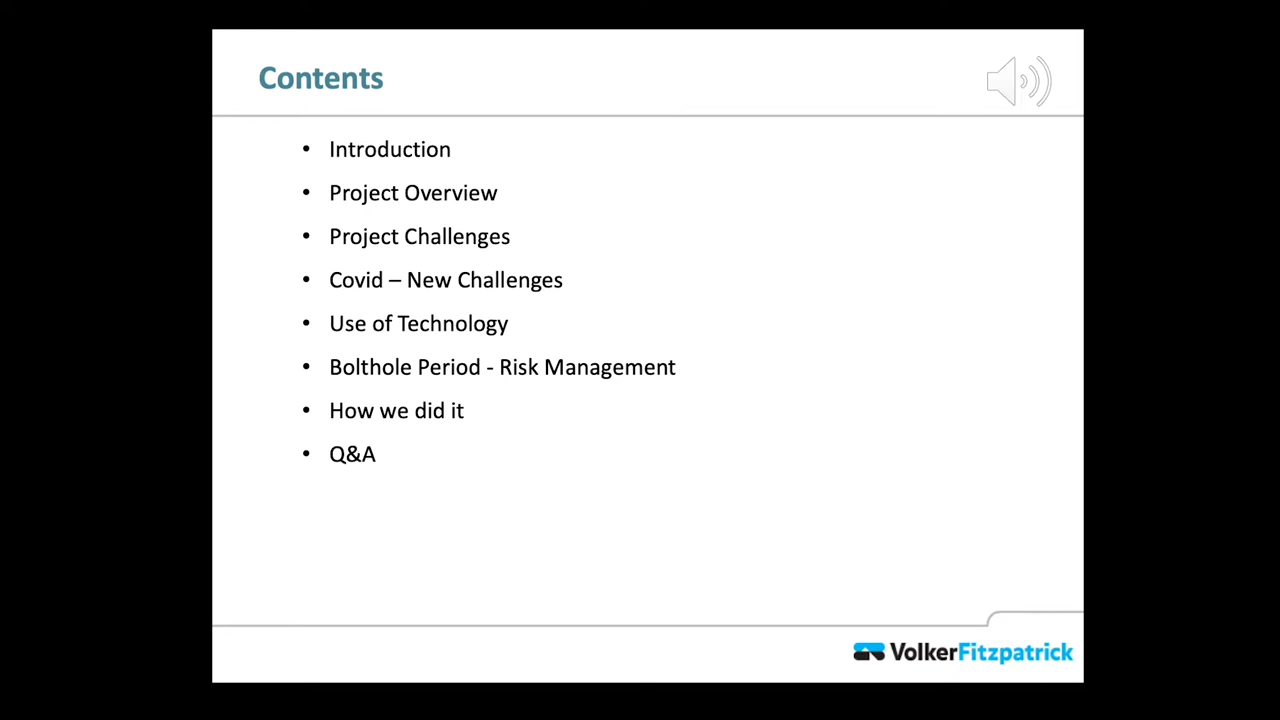 Contents
• Introduction
• Project Overview
• Project Challenges
• Covid – New Challenges
• Use of Technology
• Bolthole Period - Risk Management
• How we did it
• Q&A
VolkerFitzpatrick